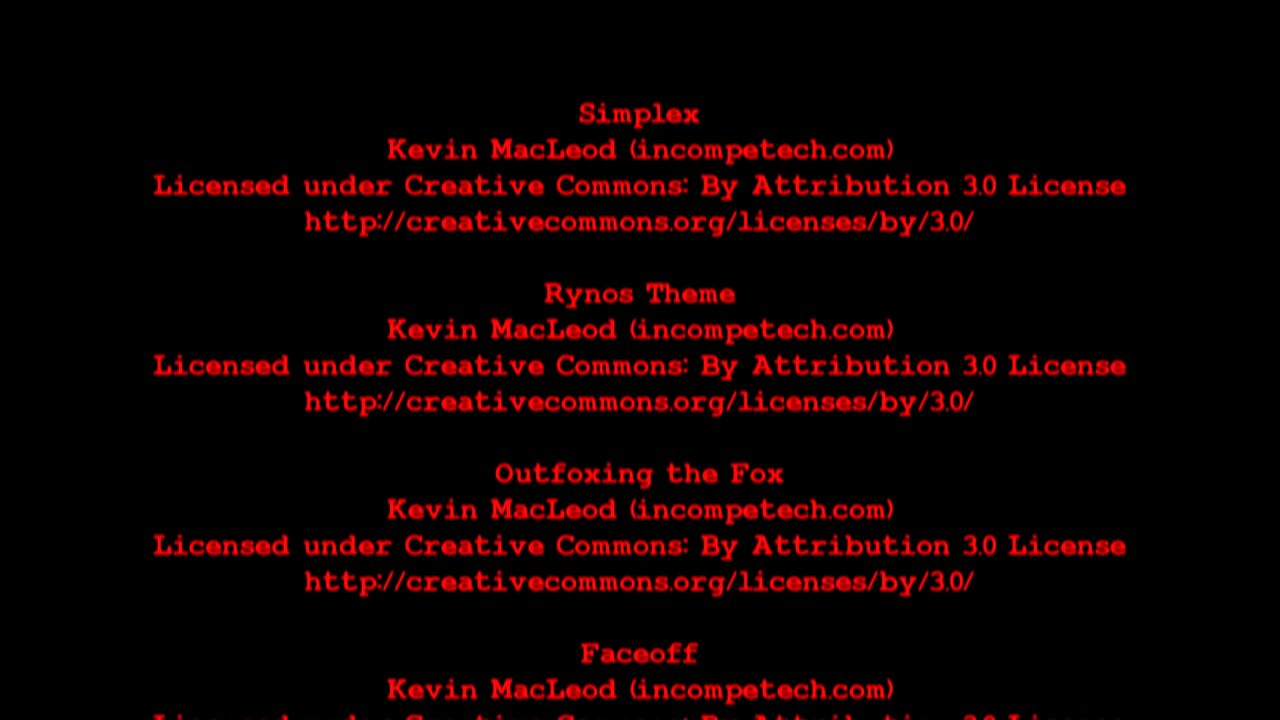 Simplex
Kevin MacLeod (incompetech.com)
Licensed under Creative Commons: By Attribution 3.0 License
http://creativecommons.org/licenses/by/3.0/
Rynos Theme
Kevin MacLeod (incompetech.com)
Licensed under Creative Commons: By Attribution 3.0 License
http://creativecommons.org/licenses/by/3.0/
Outfoxing the Fox
Kevin MacLeod (incompetech.com)
Licensed under Creative Commons: By Attribution 3.0 License
http://creativecommons.org/licenses/by/3.0/
Faceoff
Kevin MacLeod (incompetech.com)